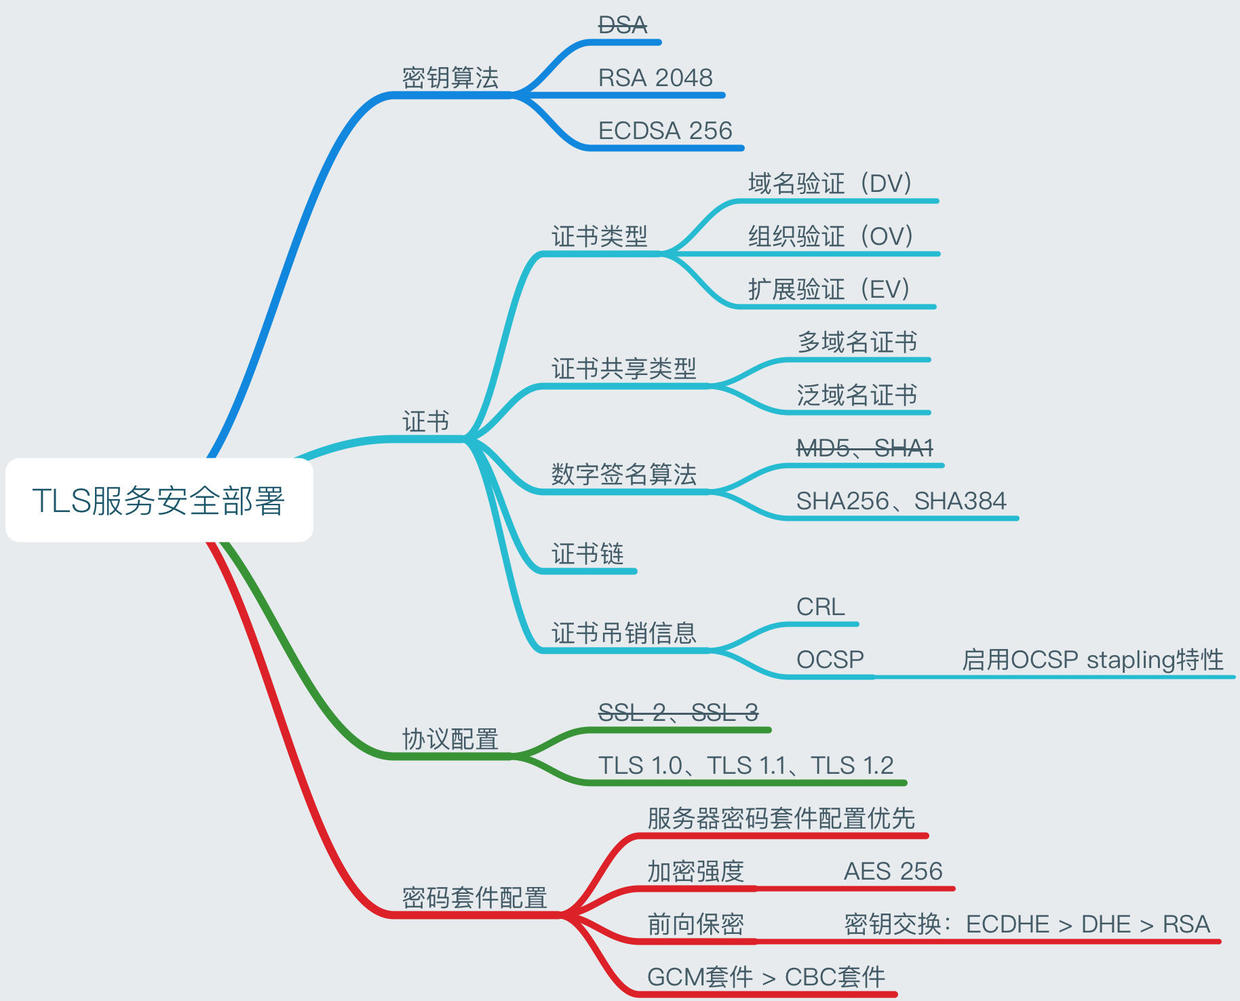 DSA
密钥算法
RSA 2048
ECDSA 256
域名验证（DV）
证书类型
组织验证（OV）
扩展验证（EV）
多域名证书
证书共享类型
泛域名证书
证书
MD5、SHA1
数字签名算法
SHA256、SHA384
TLS服务安全部署
证书链
CRL
证书吊销信息
OCSP
启用OCSP stapling特性
SSL 2、SSL 3
协议配置
TLS 1.0、TLS 1.1、TLS 1.2
服务器密码套件配置优先
加密强度
AES 256
密码套件配置
前向保密
密钥交换：ECDHE > DHE > RSA
GCM套件 > CBC套件